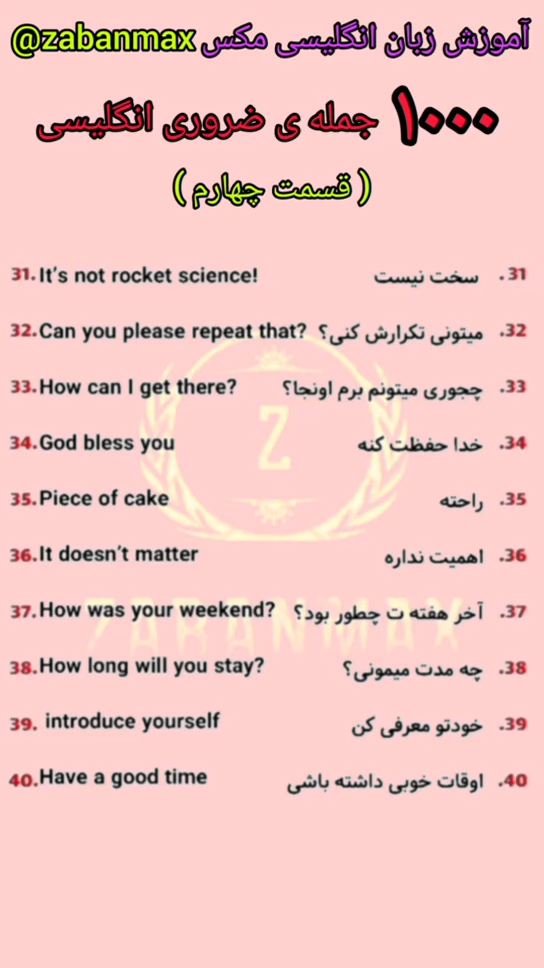 آموزش زبان انگلیسی مکس @zabanmax
۱۰۰۰ جمله ی ضروری انگلیسی
( قسمت چهارم )
31. It's not rocket science! سخت نیست .31
32. Can you please repeat that? میتونی تکرارش کنی؟ .32
33. How can I get there? چجوری میتونم برم اونجا؟ .33
34. God bless you خدا حفظت کنه .34
35. Piece of cake راحته .35
36. It doesn't matter اهمیت نداره .36
37. How was your weekend? آخر هفته ت چطور بود؟ .37
38. How long will you stay? چه مدت میمونی؟ .38
39. introduce yourself خودتو معرفی کن .39
40. Have a good time اوقات خوبی داشته باشی .40
Z
ZABANMAX